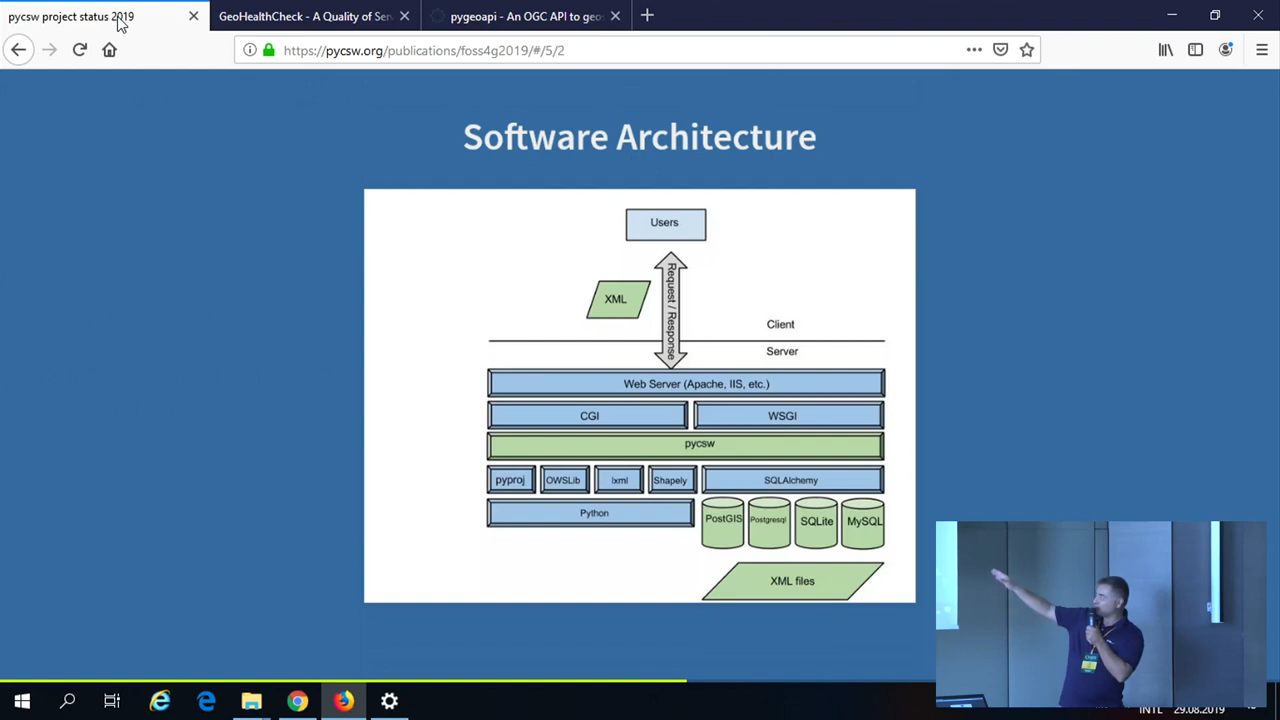 pycsw project status 2019
GeoHealthCheck - A Quality of Ser
pygeoapi - An OGC API to geos
https://pycsw.org/publications/foss4g2019/#/5/2
Software Architecture
Users
XML
Request / Response
Client
Server
Web Server (Apache, IIS, etc.)
CGI
WSGI
pycsw
pyproj
OWSLib
lxml
Shapely
SQLAlchemy
Python
PostGIS
Postgresql
SQLite
MySQL
XML files
INTL
29.08.2019